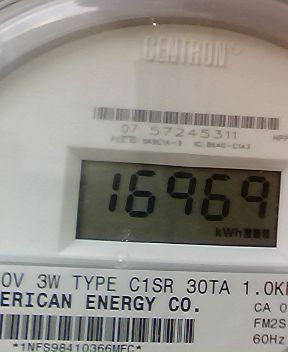 CENTRON®
07 57245311
16969
kWh
0V 3W TYPE C1SR 30TA 1.0K
ERICAN ENERGY CO.
CA 0
FM2S
60Hz
*1NFS98410366MFC*